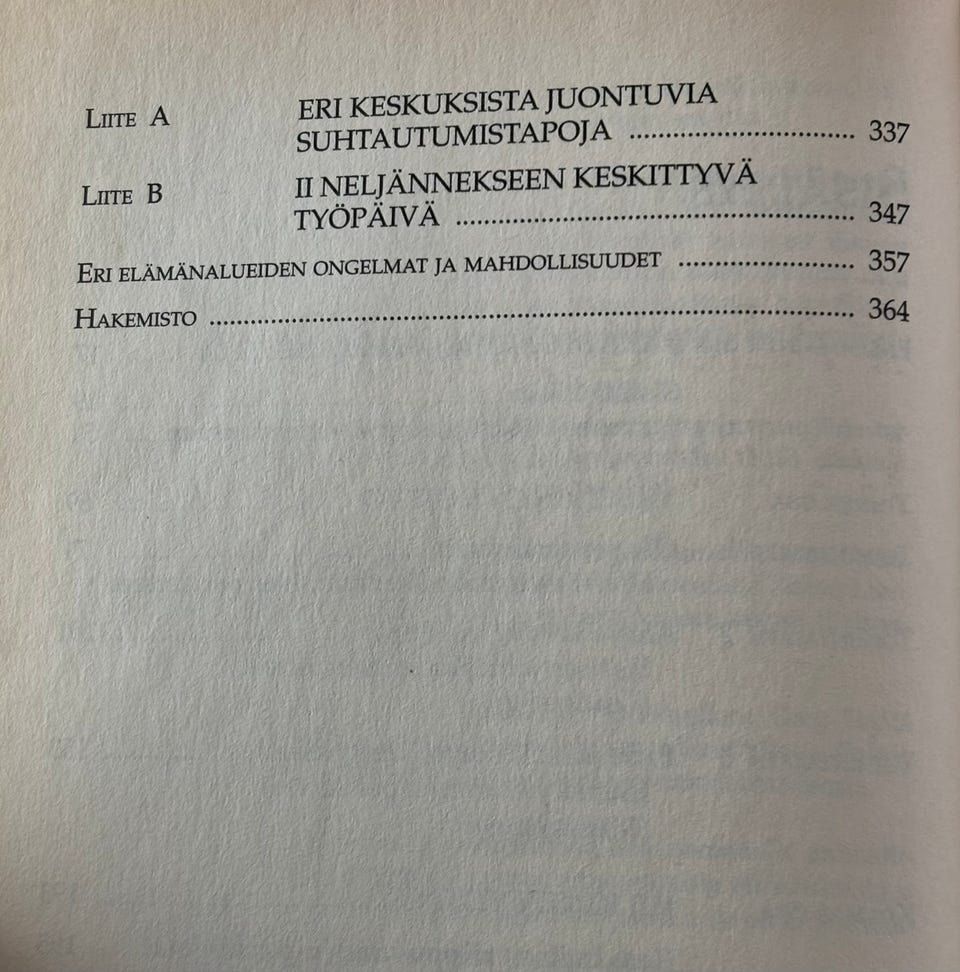 LIITE A ERI KESKUKSISTA JUONTUVIA
SUHTAUTUMISTAPOJA ................................. 337
LIITE B II NELJÄNNEKSEEN KESKITTYVÄ
TYÖPÄIVÄ ........................................................... 347
ERI ELÄMÄNALUEIDEN ONGELMAT JA MAHDOLLISUUDET .......................... 357
HAKEMISTO ................................................................................................ 364